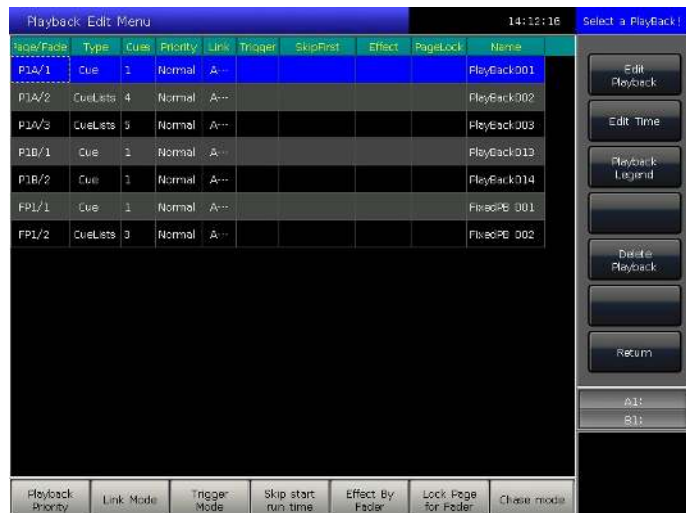 Playback Edit Menu 14:12:16 Select a PlayBack!
Page/Fade Type Cues Priority Link Trigger SkipFirst Effect PageLock Name
P1A/1 Cue 1 Normal A··· PlayBack001
P1A/2 CueLists 4 Normal A··· PlayBack002
P1A/3 CueLists 5 Normal A··· PlayBack003
P1B/1 Cue 1 Normal A··· PlayBack013
P1B/2 Cue 1 Normal A··· PlayBack014
FP1/1 Cue 1 Normal A··· FixedPB 001
FP1/2 CueLists 3 Normal A··· FixedPB 002
Edit
Playback
Edit Time
Playback
Legend
Delete
Playback
Return
A1:
B1:
Playback
Priority
Link Mode
Trigger
Mode
Skip start
run time
Effect By
Fader
Lock Page
for Fader
Chase mode